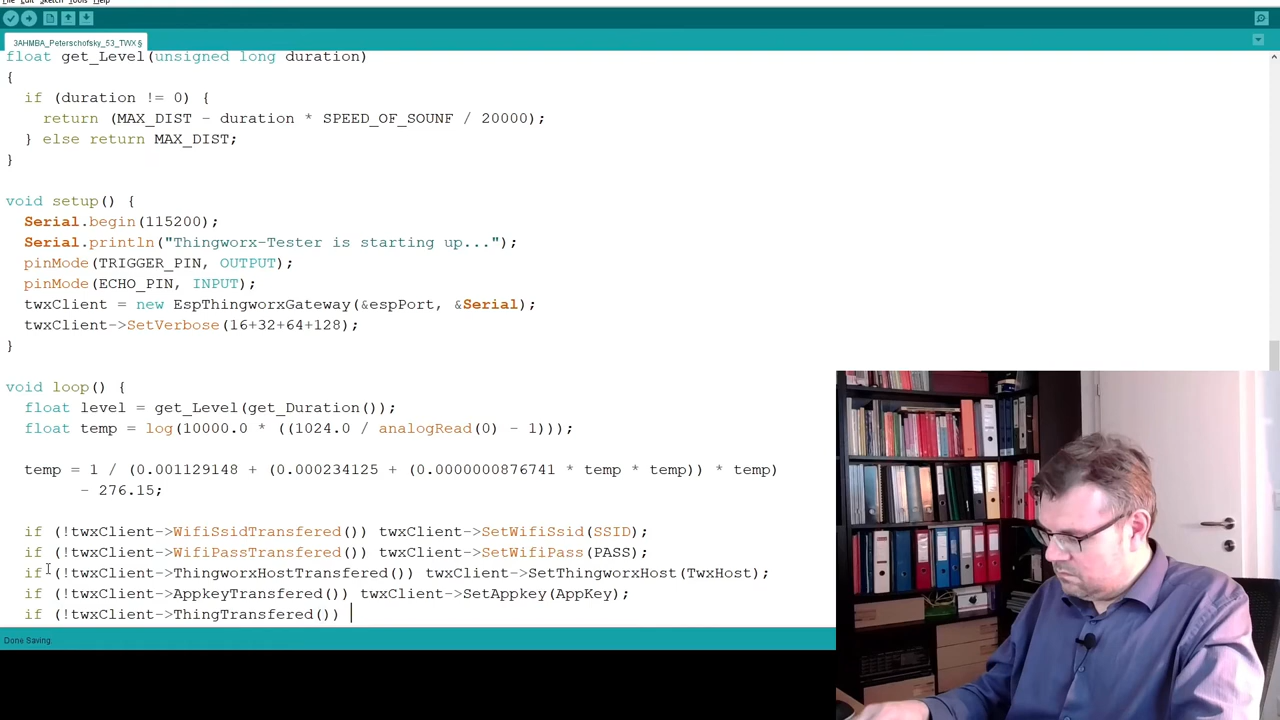 File Edit Sketch Tools Help
3AHMBA_Peterschofsky_53_TWX §
float get_Level(unsigned long duration)
{
if (duration != 0) {
return (MAX_DIST - duration * SPEED_OF_SOUNF / 20000);
} else return MAX_DIST;
}
void setup() {
Serial.begin(115200);
Serial.println("Thingworx-Tester is starting up...");
pinMode(TRIGGER_PIN, OUTPUT);
pinMode(ECHO_PIN, INPUT);
twxClient = new EspThingworxGateway(&espPort, &Serial);
twxClient->SetVerbose(16+32+64+128);
}
void loop() {
float level = get_Level(get_Duration());
float temp = log(10000.0 * ((1024.0 / analogRead(0) - 1)));
temp = 1 / (0.001129148 + (0.000234125 + (0.0000000876741 * temp * temp)) * temp)
- 276.15;
if (!twxClient->WifiSsidTransfered()) twxClient->SetWifiSsid(SSID);
if (!twxClient->WifiPassTransfered()) twxClient->SetWifiPass(PASS);
if (!twxClient->ThingworxHostTransfered()) twxClient->SetThingworxHost(TwxHost);
if (!twxClient->AppkeyTransfered()) twxClient->SetAppkey(AppKey);
if (!twxClient->ThingTransfered())
Done Saving.